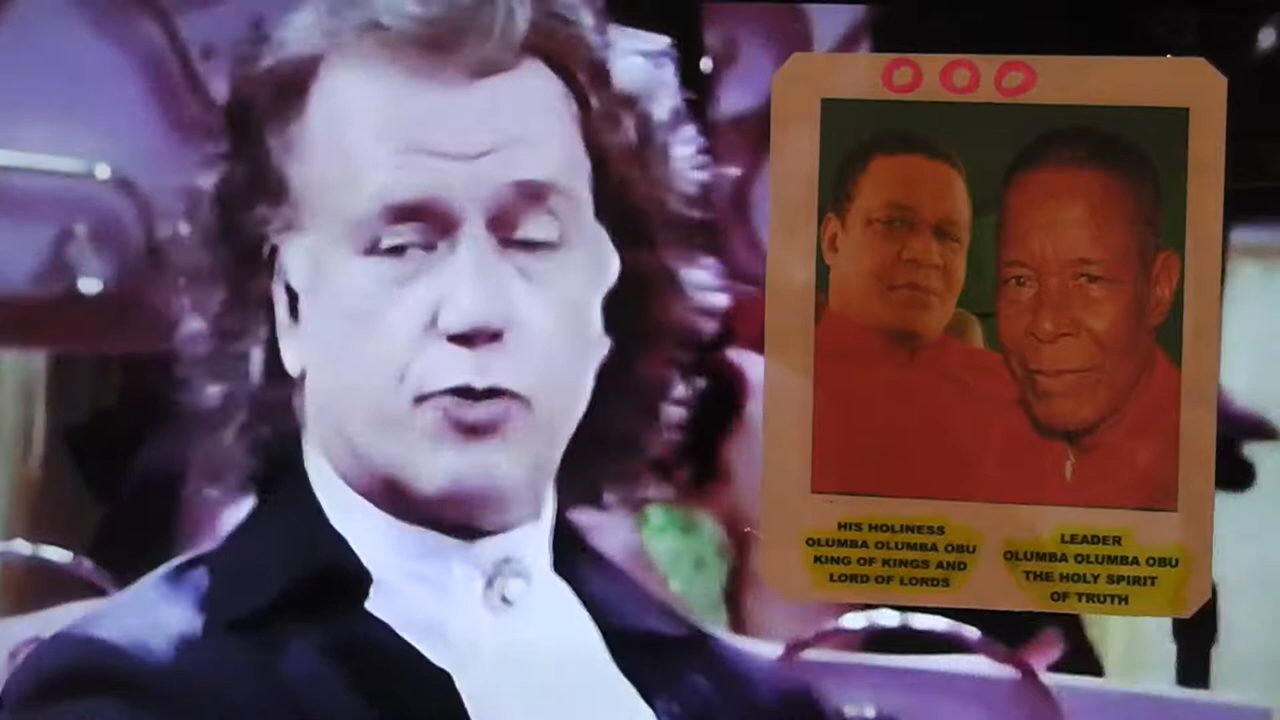 O O O
HIS HOLINESS
OLUMBA OLUMBA OBU
KING OF KINGS AND
LORD OF LORDS
LEADER
OLUMBA OLUMBA OBU
THE HOLY SPIRIT
OF TRUTH